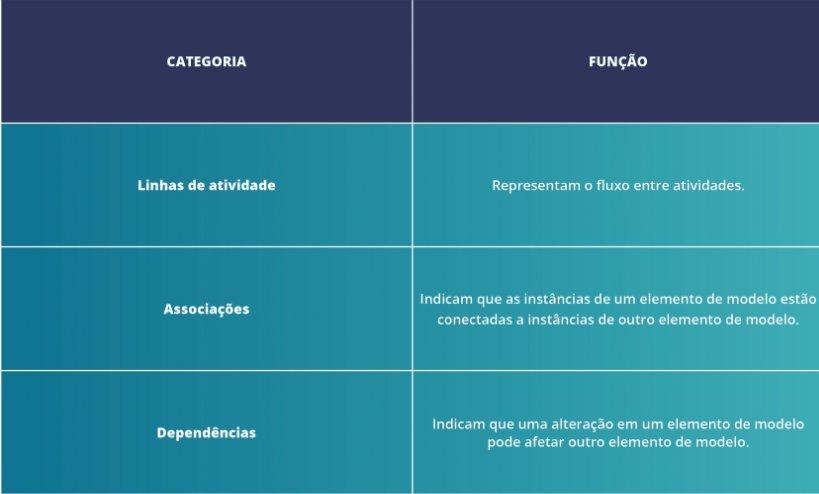 CATEGORIA
FUNÇÃO
Linhas de atividade
Representam o fluxo entre atividades.
Associações
Indicam que as instâncias de um elemento de modelo estão
conectadas a instâncias de outro elemento de modelo.
Dependências
Indicam que uma alteração em um elemento de modelo
pode afetar outro elemento de modelo.